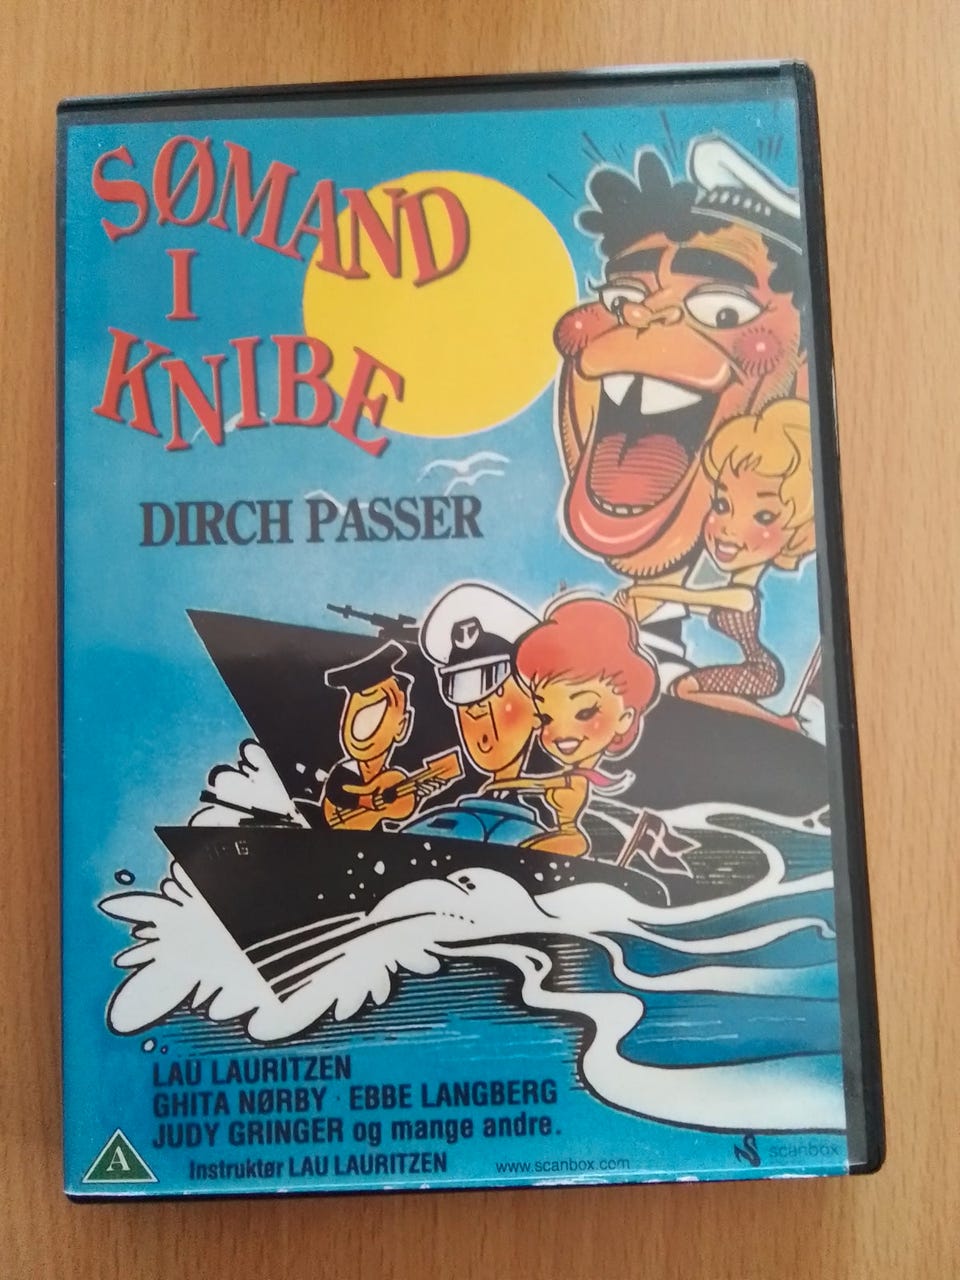 SØMAND
I
KNIBE
DIRCH PASSER
LAU LAURITZEN
GHITA NØRBY · EBBE LANGBERG
JUDY GRINGER og mange andre.
Instruktør LAU LAURITZEN
www.scanbox.com
scanbox
A